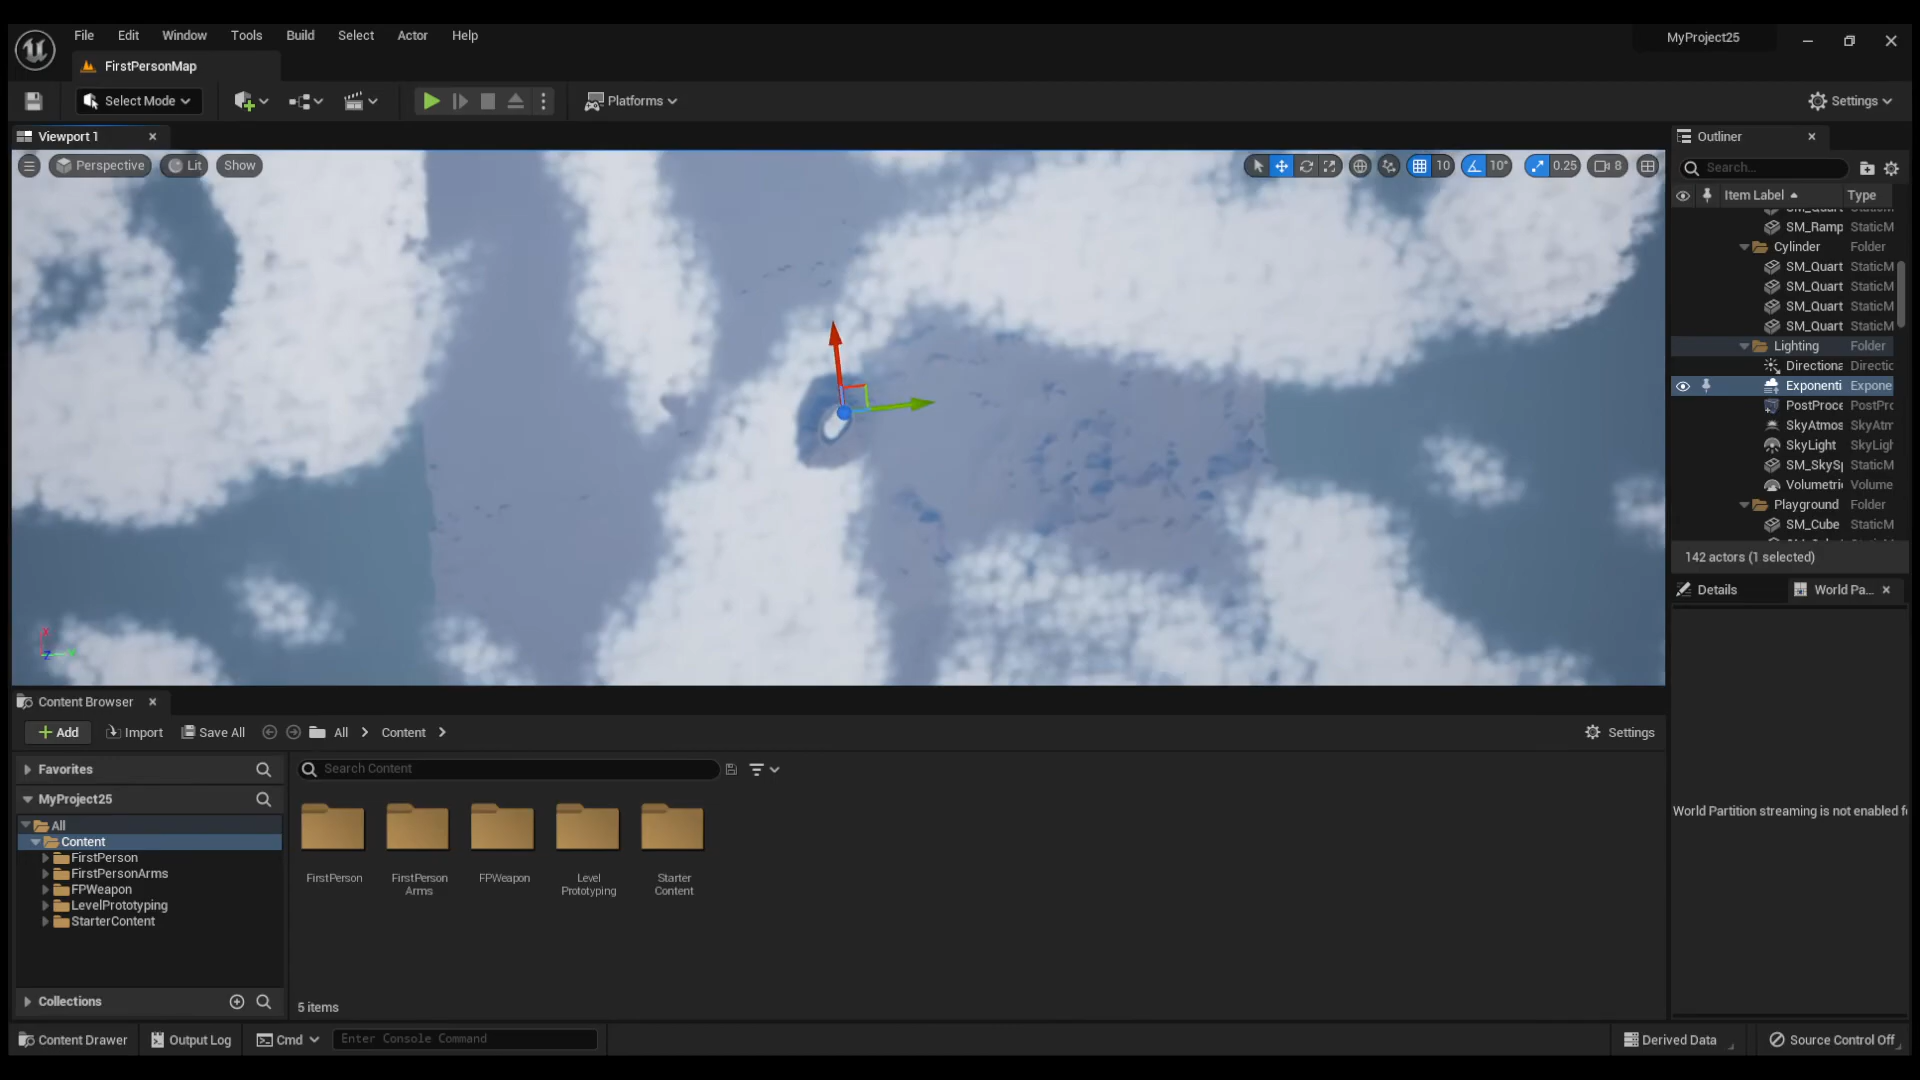 File Edit Window Tools Build Select Actor Help
MyProject25
FirstPersonMap
Select Mode
Platforms
Settings
Viewport 1
Perspective Lit Show
10 10° 0.25 8
Outliner
Search...
Item Label Type
SM_Ramp StaticM
Cylinder Folder
SM_Quart StaticM
SM_Quart StaticM
SM_Quart StaticM
SM_Quart StaticM
Lighting Folder
Directiona Directic
Exponenti Expone
PostProce PostPrc
SkyAtmos SkyAtm
SkyLight SkyLigh
SM_SkySp StaticM
Volumetri Volume
Playground Folder
SM_Cube StaticM
142 actors (1 selected)
Details World Pa...
World Partition streaming is not enabled f
X
Z Y
Content Browser
Add Import Save All All Content
Settings
Favorites
Search Content
MyProject25
All
Content
FirstPerson
FirstPersonArms
FPWeapon
LevelPrototyping
StarterContent
FirstPerson
FirstPerson
Arms
FPWeapon
Level
Prototyping
Starter
Content
Collections
5 items
Content Drawer Output Log Cmd Enter Console Command
Derived Data Source Control Off